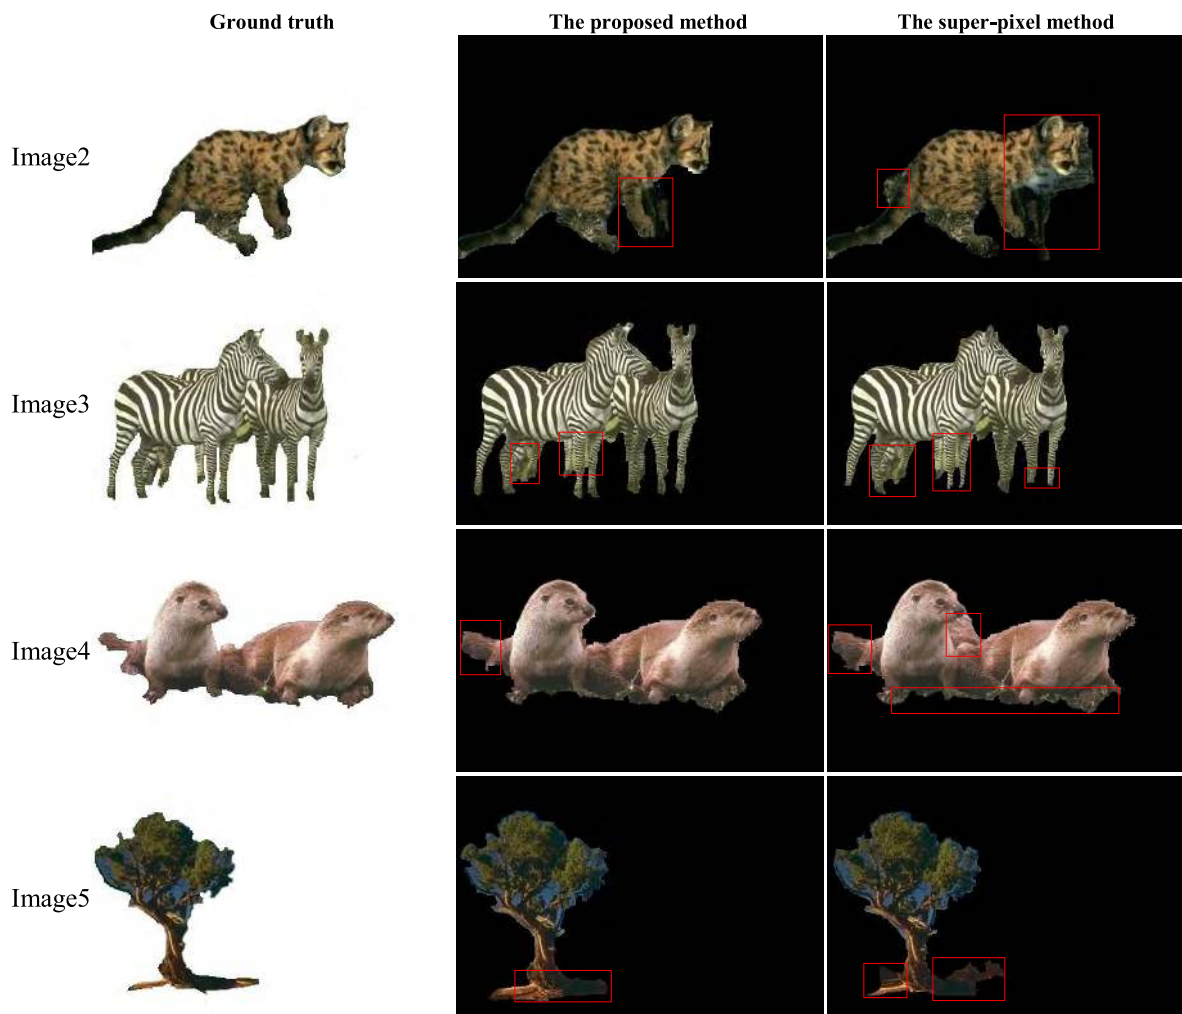 Ground truth
The proposed method
The super-pixel method
Image2
Image3
Image4
Image5